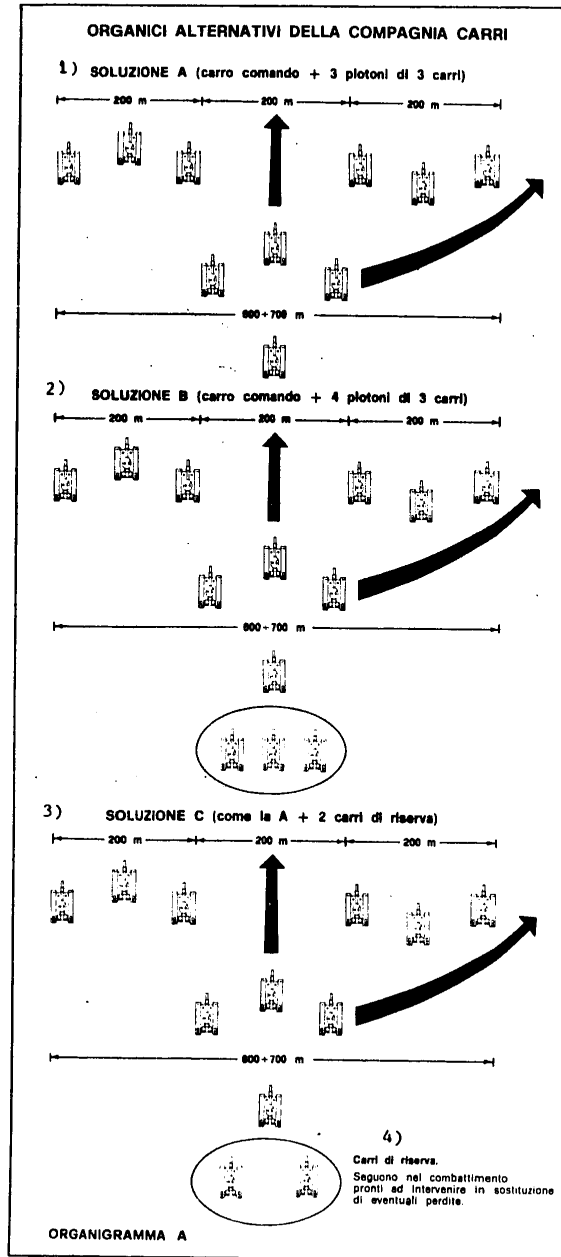 ORGANICI ALTERNATIVI DELLA COMPAGNIA CARRI
1) SOLUZIONE A (carro comando + 3 plotoni di 3 carri)
200 m 200 m 200 m
600÷700 m
2) SOLUZIONE B (carro comando + 4 plotoni di 3 carri)
200 m 200 m 200 m
600÷700 m
3) SOLUZIONE C (come la A + 2 carri di riserva)
200 m 200 m 200 m
600÷700 m
4)
Carri di riserva.
Seguono nel combattimento
pronti ad intervenire in sostituzione
di eventuali perdite.
ORGANIGRAMMA A